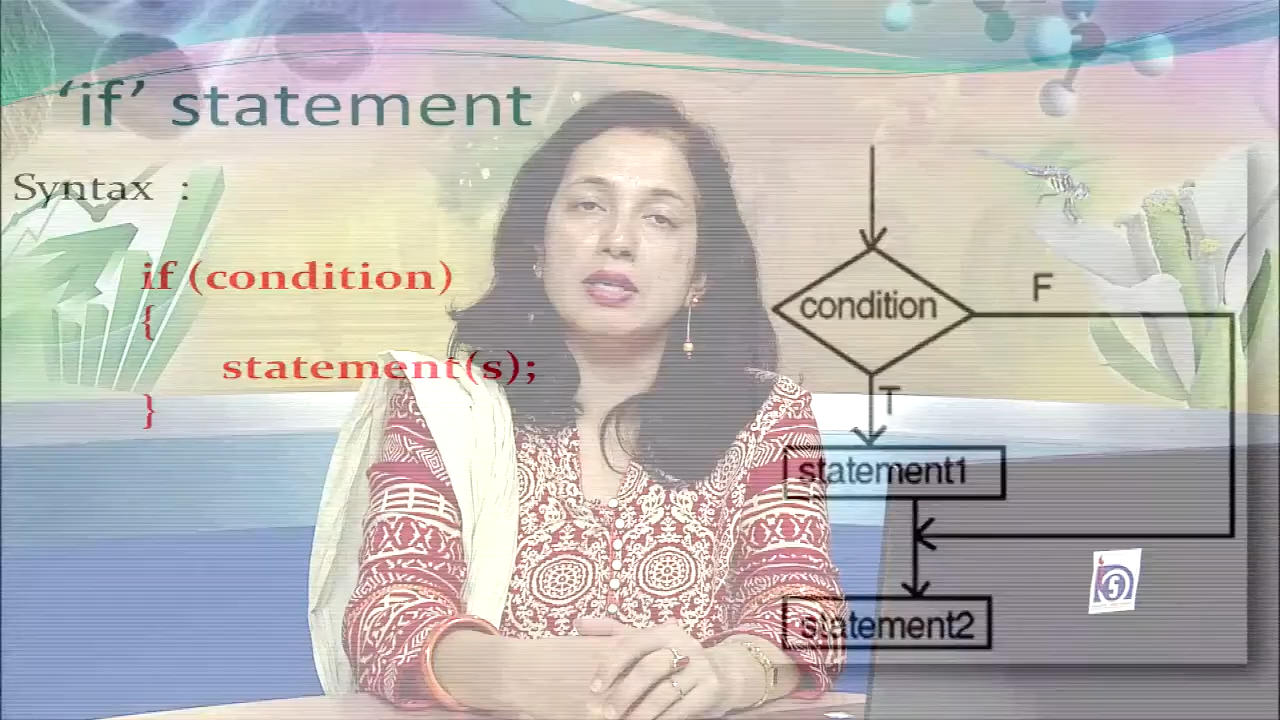 ‘if’ statement
Syntax :
if (condition)
{
statement(s);
}
condition
F
T
statement1
statement2